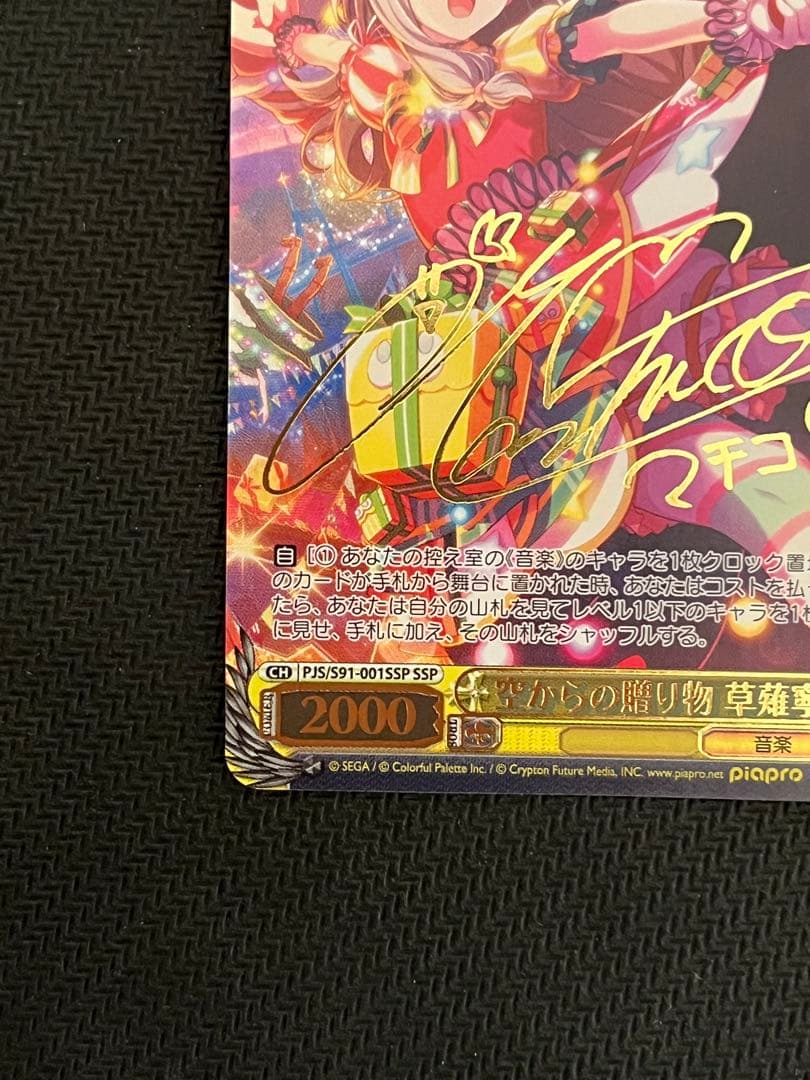 マチコ
自 [① あなたの控え室の《音楽》のキャラを1枚クロック置
のカードが手札から舞台に置かれた時、あなたはコストを払
たら、あなたは自分の山札を見てレベル1以下のキャラを1枚
に見せ、手札に加え、その山札をシャッフルする。
CH PJS/S91-001SSP SSP
空からの贈り物 草薙寧
POWER 2000 SOUL 音楽
© SEGA / © Colorful Palette Inc. / © Crypton Future Media, INC. www.piapro.net piapro